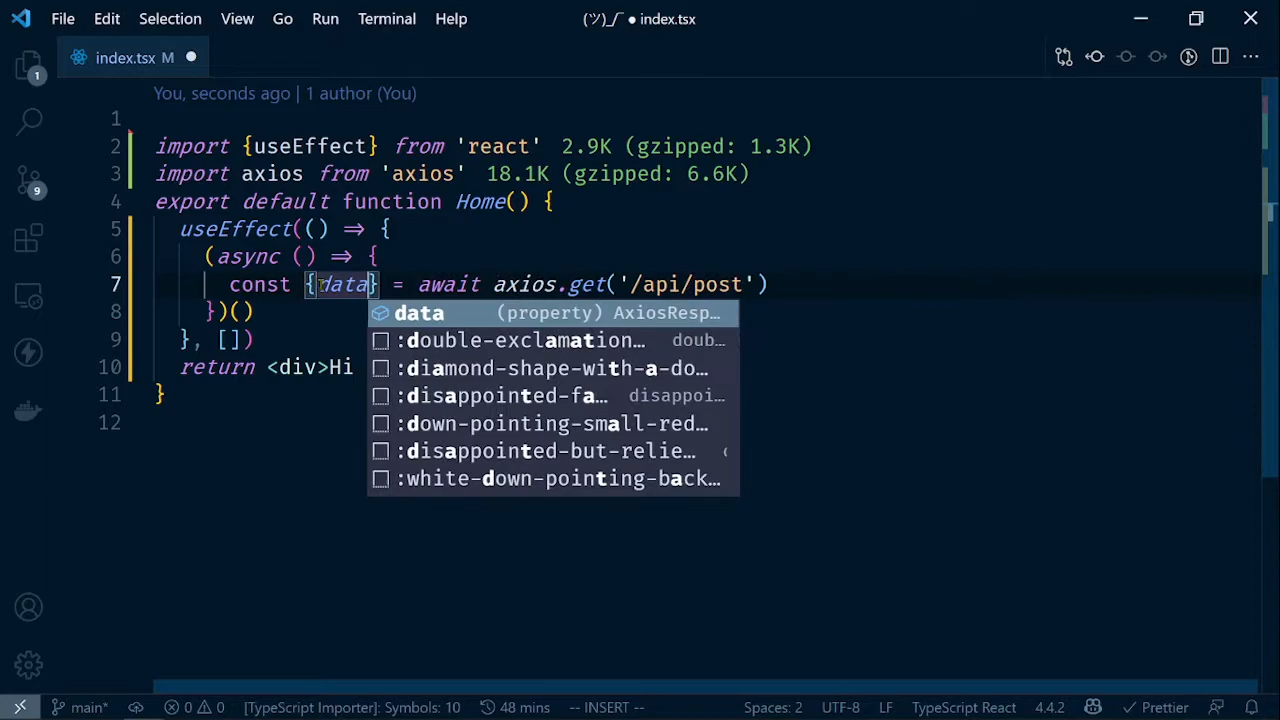 File Edit Selection View Go Run Terminal Help (ツ)_/¯ ● index.tsx
index.tsx M
1
You, seconds ago | 1 author (You)
1
2 import {useEffect} from 'react' 2.9K (gzipped: 1.3K)
3 import axios from 'axios' 18.1K (gzipped: 6.6K)
4 export default function Home() {
5 useEffect(() => {
6 (async () => {
7 const {data} = await axios.get('/api/post')
8 })()
9 }, [])
10 return <div>Hi
11 }
12
9
data (property) AxiosResp…
:double-exclamation… doub…
:diamond-shape-with-a-do…
:disappointed-fa… disappoi…
:down-pointing-small-red…
:disappointed-but-relie…
:white-down-pointing-back…
main* 0 0 [TypeScript Importer]: Symbols: 10 48 mins -- INSERT -- Spaces: 2 UTF-8 LF TypeScript React 4.4.2 Prettier